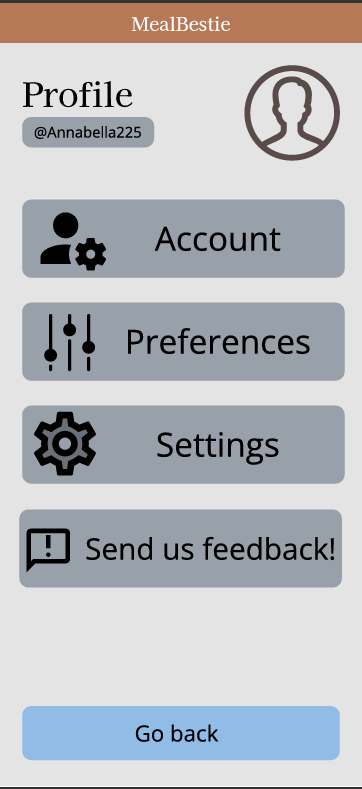 MealBestie
Profile
@Annabella225
Account
Preferences
Settings
Send us feedback!
Go back